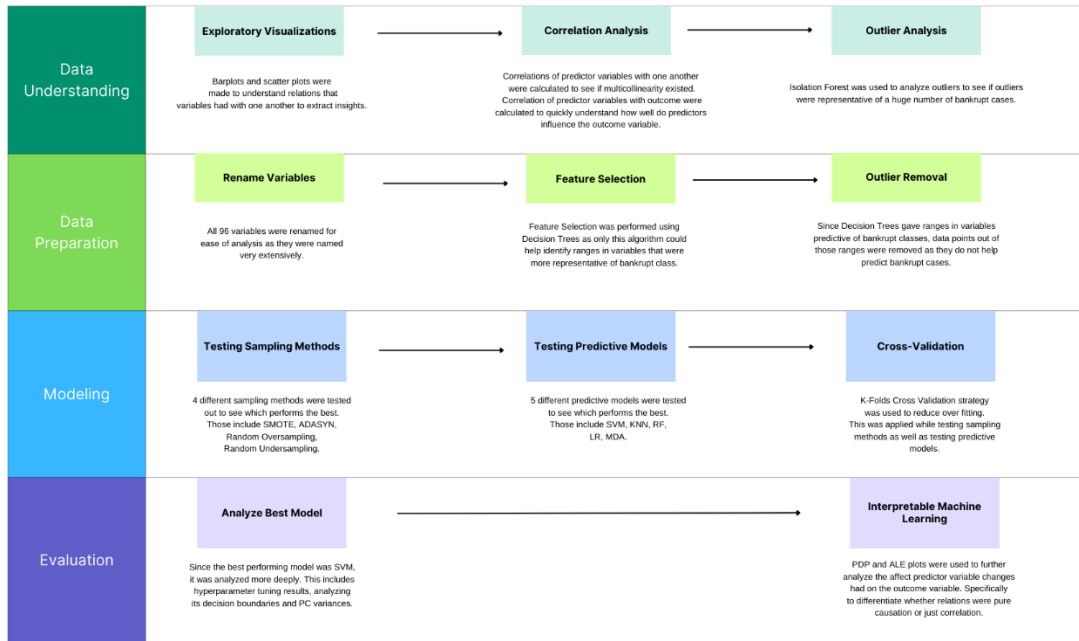 Data
Understanding
Exploratory Visualizations
Barplots and scatter plots were
made to understand relations that
variables had with one another to extract insights.
Correlation Analysis
Correlations of predictor variables with one another
were calculated to see if multicollinearity existed.
Correlation of predictor variables with outcome were
calculated to quickly understand how well do predictors
influence the outcome variable.
Outlier Analysis
Isolation Forest was used to analyze outliers to see if outliers
were representative of a huge number of bankrupt cases.
Data
Preparation
Rename Variables
All 96 variables were renamed for
ease of analysis as they were named
very extensively.
Feature Selection
Feature Selection was performed using
Decision Trees as only this algorithm could
help identify ranges in variables that were
more representative of bankrupt class.
Outlier Removal
Since Decision Trees gave ranges in variables
predictive of bankrupt classes, data points out of
those ranges were removed as they do not help
predict bankrupt cases.
Modeling
Testing Sampling Methods
4 different sampling methods were tested
out to see which performs the best.
Those include SMOTE, ADASYN,
Random Oversampling,
Random Undersampling.
Testing Predictive Models
5 different predictive models were tested
to see which performs the best.
Those include SVM, KNN, RF,
LR, MDA.
Cross-Validation
K-Folds Cross Validation strategy
was used to reduce over fitting.
This was applied while testing sampling
methods as well as testing predictive
models.
Evaluation
Analyze Best Model
Since the best performing model was SVM,
it was analyzed more deeply. This includes
hyperparameter tuning results, analyzing
its decision boundaries and PC variances.
Interpretable Machine
Learning
PDP and ALE plots were used to further
analyze the affect predictor variable changes
had on the outcome variable. Specifically
to differentiate whether relations were pure
causation or just correlation.